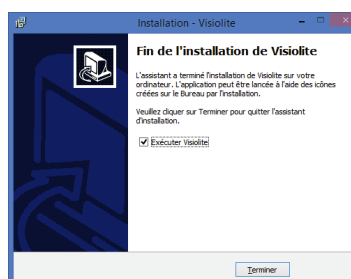 Installation - Visiolite
Fin de l'installation de Visiolite
L'assistant a terminé l'installation de Visiolite sur votre
ordinateur. L'application peut être lancée à l'aide des icônes
créées sur le Bureau par l'installation.
Veuillez cliquer sur Terminer pour quitter l'assistant
d'installation.
Exécuter Visiolite
Terminer